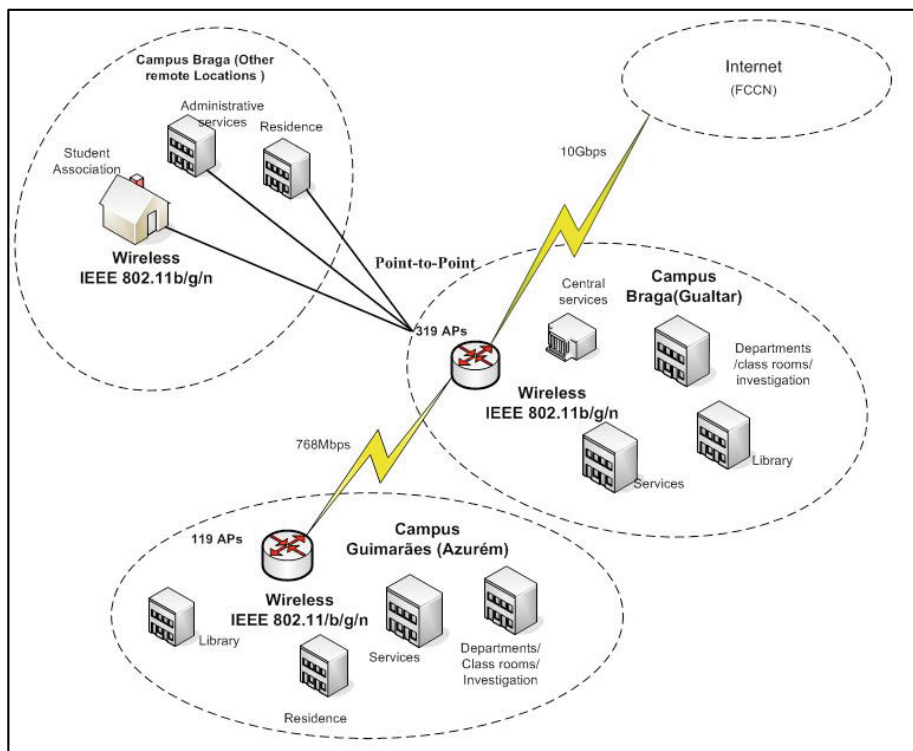 Campus Braga (Other
remote Locations )
Administrative
services
Residence
Student
Association
Wireless
IEEE 802.11b/g/n
Internet
(FCCN)
10Gbps
Point-to-Point
319 APs
Central
services
Campus
Braga(Gualtar)
Departments
/class rooms/
investigation
Wireless
IEEE 802.11b/g/n
Services
Library
768Mbps
119 APs
Campus
Guimarães (Azurém)
Wireless
IEEE 802.11/b/g/n
Library
Services
Departments/
Class rooms/
Investigation
Residence